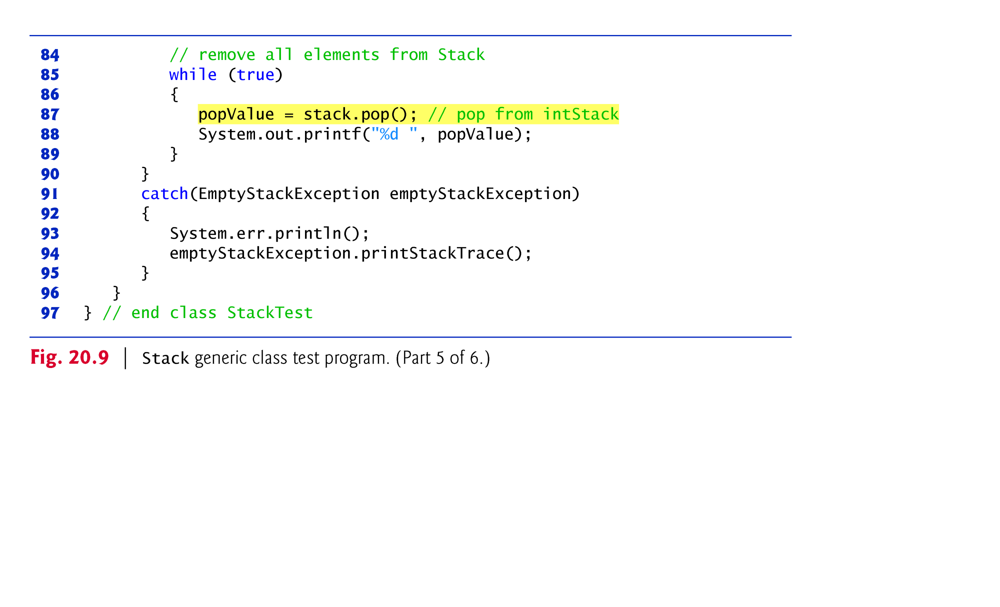 84 // remove all elements from Stack
85 while (true)
86 {
87 popValue = stack.pop(); // pop from intStack
88 System.out.printf("%d ", popValue);
89 }
90 }
91 catch(EmptyStackException emptyStackException)
92 {
93 System.err.println();
94 emptyStackException.printStackTrace();
95 }
96 }
97 } // end class StackTest
Fig. 20.9 | Stack generic class test program. (Part 5 of 6.)